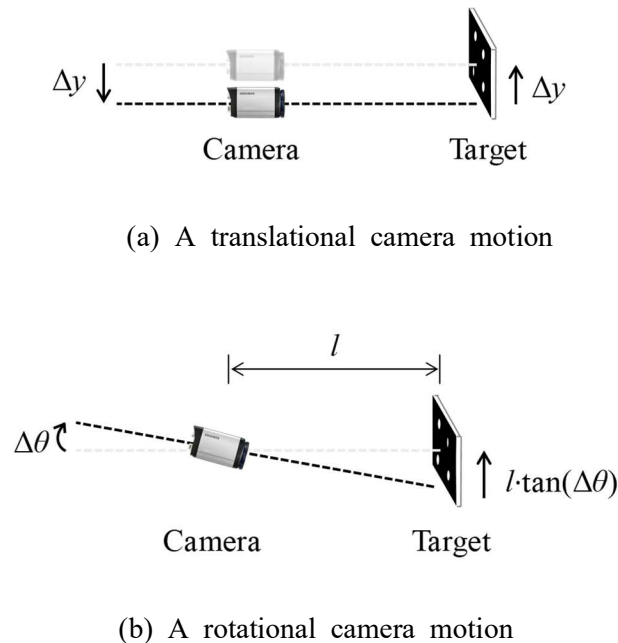 Δy
Δy
Camera
Target
(a) A translational camera motion
l
Δθ
l·tan(Δθ)
Camera
Target
(b) A rotational camera motion